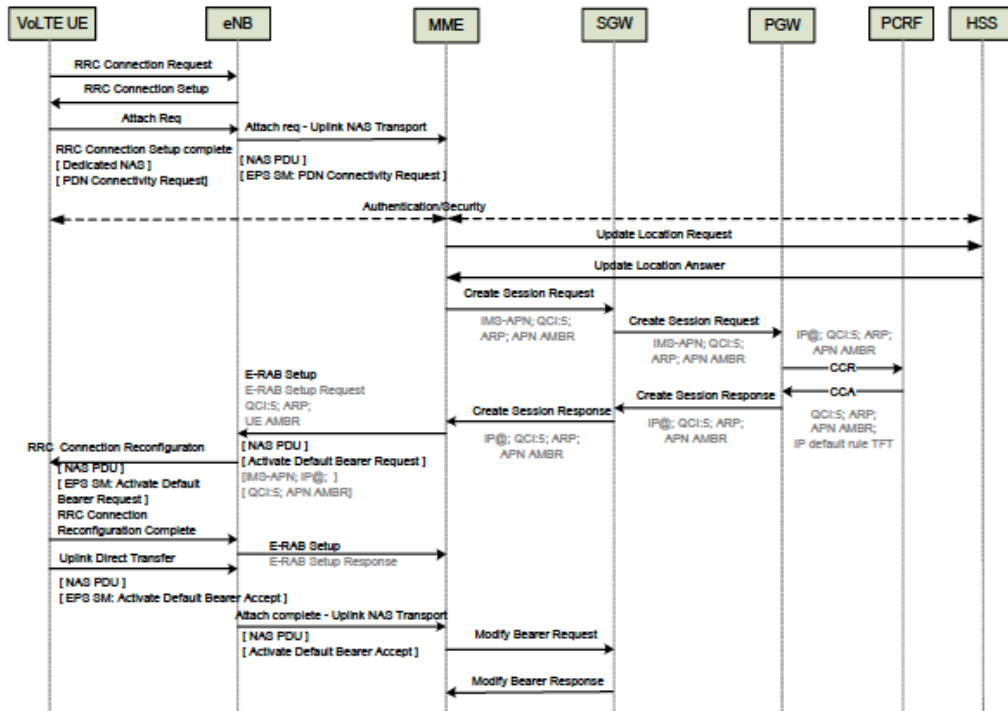 VoLTE UE
eNB
MME
SGW
PGW
PCRF
HSS
RRC Connection Request
RRC Connection Setup
Attach Req
Attach req - Uplink NAS Transport
RRC Connection Setup complete
[ Dedicated NAS ]
[ PDN Connectivity Request]
[ NAS PDU ]
[ EPS SM: PDN Connectivity Request ]
Authentication/Security
Update Location Request
Update Location Answer
Create Session Request
IMS-APN; QCI:5;
ARP; APN AMBR
Create Session Request
IMS-APN; QCI:5;
ARP; APN AMBR
IP@; QCI:5; ARP;
APN AMBR
CCR
CCA
QCI:5; ARP;
APN AMBR;
IP default rule TFT
Create Session Response
IP@; QCI:5; ARP;
APN AMBR
Create Session Response
IP@; QCI:5; ARP;
APN AMBR
E-RAB Setup
E-RAB Setup Request
QCI:5; ARP;
UE AMBR
[ NAS PDU ]
[ Activate Default Bearer Request ]
[IMS-APN; IP@; ]
[ QCI:5; APN AMBR]
RRC Connection Reconfiguraton
[ NAS PDU ]
[ EPS SM: Activate Default
Bearer Request ]
RRC Connection
Reconfiguration Complete
E-RAB Setup
E-RAB Setup Response
Uplink Direct Transfer
[ NAS PDU ]
[ EPS SM: Activate Default Bearer Accept ]
Attach complete - Uplink NAS Transport
[ NAS PDU ]
[ Activate Default Bearer Accept ]
Modify Bearer Request
Modify Bearer Response